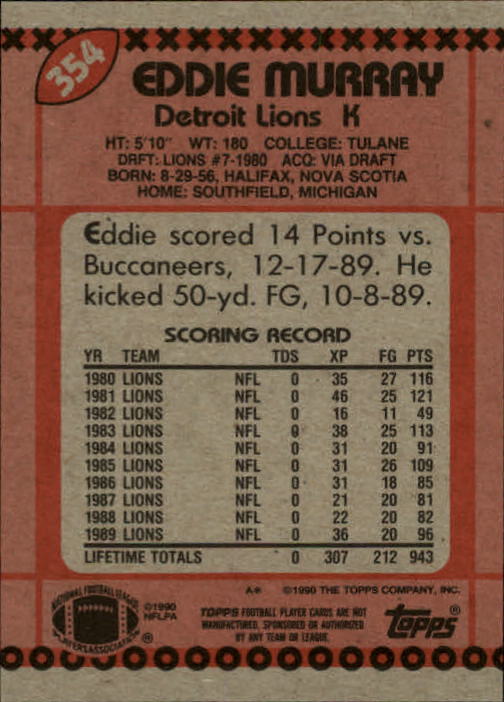 354
EDDIE MURRAY
Detroit Lions K
HT: 5'10" WT: 180 COLLEGE: TULANE
DRFT: LIONS #7-1980 ACQ: VIA DRAFT
BORN: 8-29-56, HALIFAX, NOVA SCOTIA
HOME: SOUTHFIELD, MICHIGAN
Eddie scored 14 Points vs.
Buccaneers, 12-17-89. He
kicked 50-yd. FG, 10-8-89.
SCORING RECORD
YR TEAM TDS XP FG PTS
1980 LIONS NFL 0 35 27 116
1981 LIONS NFL 0 46 25 121
1982 LIONS NFL 0 16 11 49
1983 LIONS NFL 0 38 25 113
1984 LIONS NFL 0 31 20 91
1985 LIONS NFL 0 31 26 109
1986 LIONS NFL 0 31 18 85
1987 LIONS NFL 0 21 20 81
1988 LIONS NFL 0 22 20 82
1989 LIONS NFL 0 36 20 96
LIFETIME TOTALS 0 307 212 943
A* ©1990 THE TOPPS COMPANY, INC.
NATIONAL FOOTBALL LEAGUE
PLAYERS ASSOCIATION ®
©1990
NFLPA
TOPPS FOOTBALL PLAYER CARDS ARE NOT
MANUFACTURED, SPONSORED OR AUTHORIZED
BY ANY TEAM OR LEAGUE.
topps ®